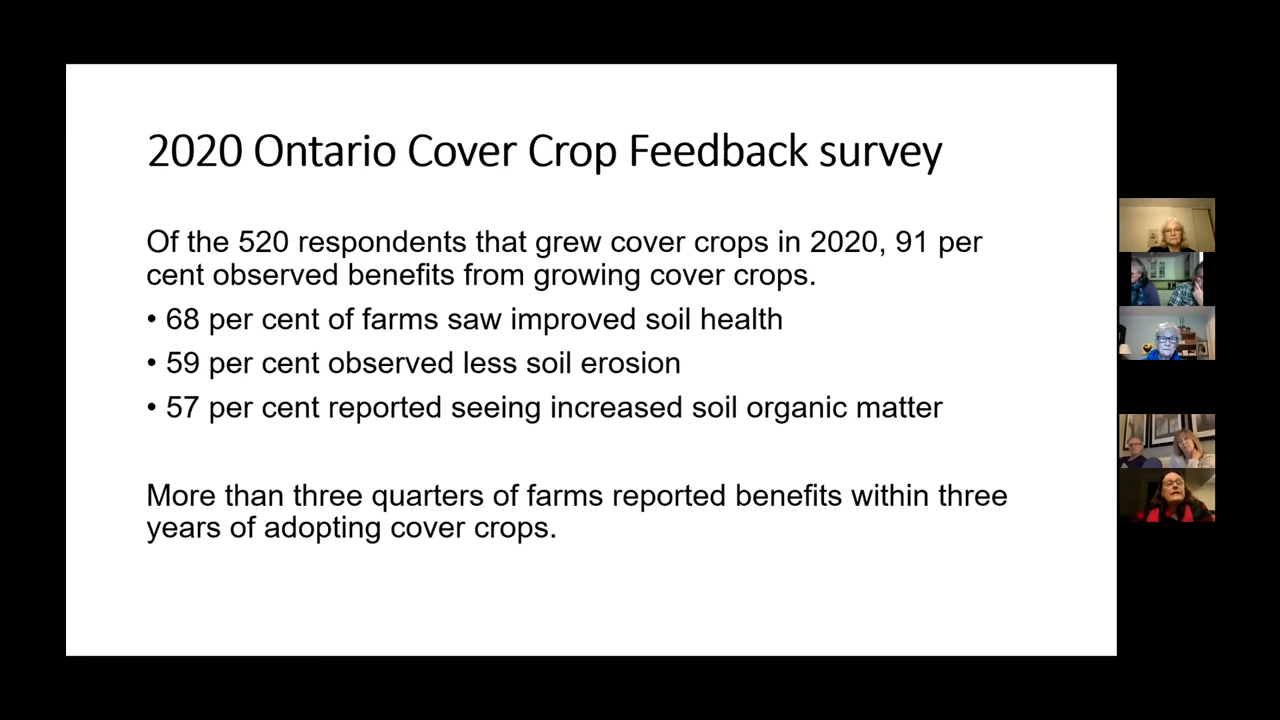 2020 Ontario Cover Crop Feedback survey
Of the 520 respondents that grew cover crops in 2020, 91 per
cent observed benefits from growing cover crops.
• 68 per cent of farms saw improved soil health
• 59 per cent observed less soil erosion
• 57 per cent reported seeing increased soil organic matter
More than three quarters of farms reported benefits within three
years of adopting cover crops.